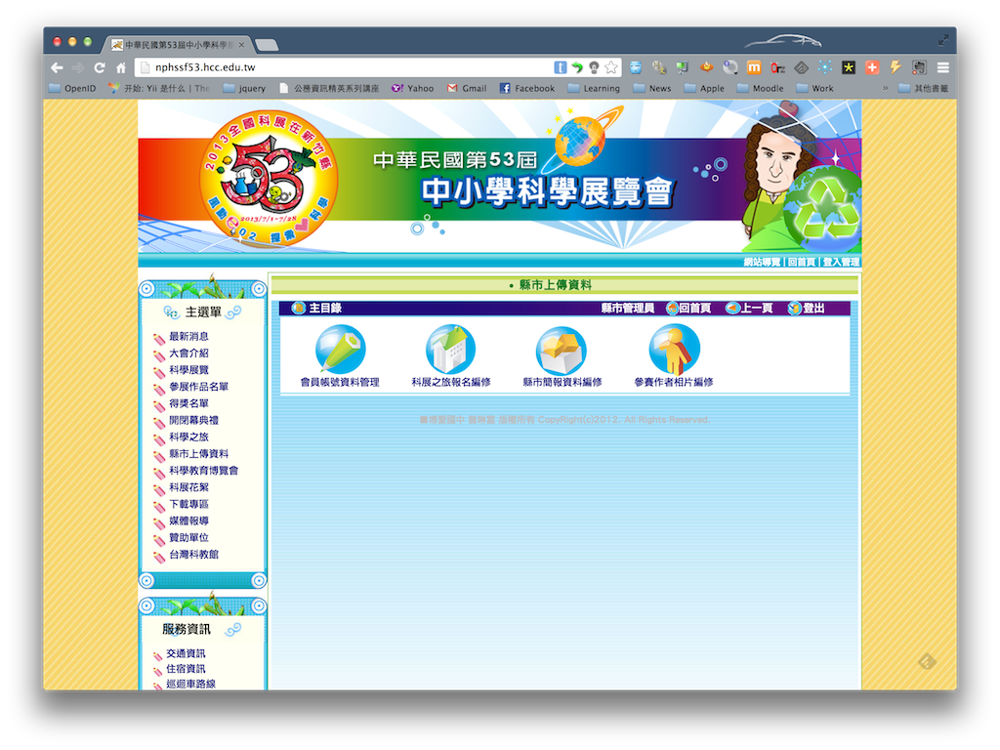 中華民國第53屆中小學科學
nphssf53.hcc.edu.tw
OpenID
开始: Yii 是什么 | The
jquery
公務資訊精英系列講座
Yahoo
Gmail
Facebook
Learning
News
Apple
Moodle
Work
»
其他書籤
2013全國科展在新竹縣
53
2013/7/1~7/28
風動e02 探索科學
中華民國第53屆
中小學科學展覽會
網站導覽 | 回首頁 | 登入管理
主選單
最新消息
大會介紹
科學展覽
參展作品名單
得獎名單
開閉幕典禮
科學之旅
縣市上傳資料
科學教育博覽會
科展花絮
下載專區
媒體報導
贊助單位
台灣科教館
服務資訊
交通資訊
住宿資訊
巡迴車路線
• 縣市上傳資料
主目錄
縣市管理員 回首頁 上一頁 登出
會員帳號資料管理
科展之旅報名編修
縣市簡報資料編修
參賽作者相片編修
版權所有 CopeRight(s)2012. All Rights Reserved.